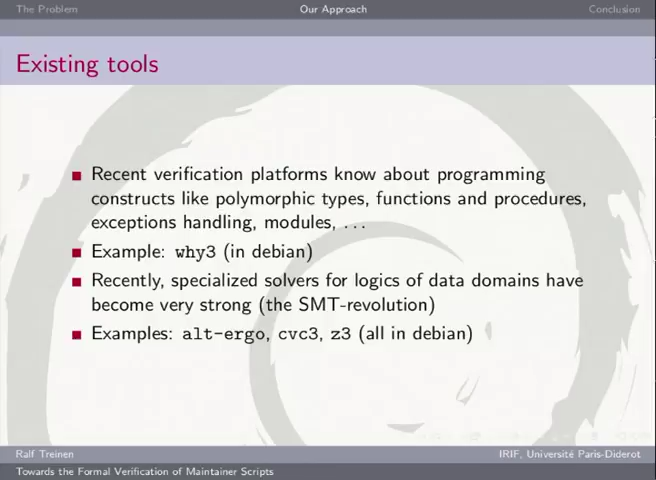 The Problem Our Approach Conclusion
Existing tools
Recent verification platforms know about programming
constructs like polymorphic types, functions and procedures,
exceptions handling, modules, ...
Example: why3 (in debian)
Recently, specialized solvers for logics of data domains have
become very strong (the SMT-revolution)
Examples: alt-ergo, cvc3, z3 (all in debian)
Ralf Treinen IRIF, Université Paris-Diderot
Towards the Formal Verification of Maintainer Scripts